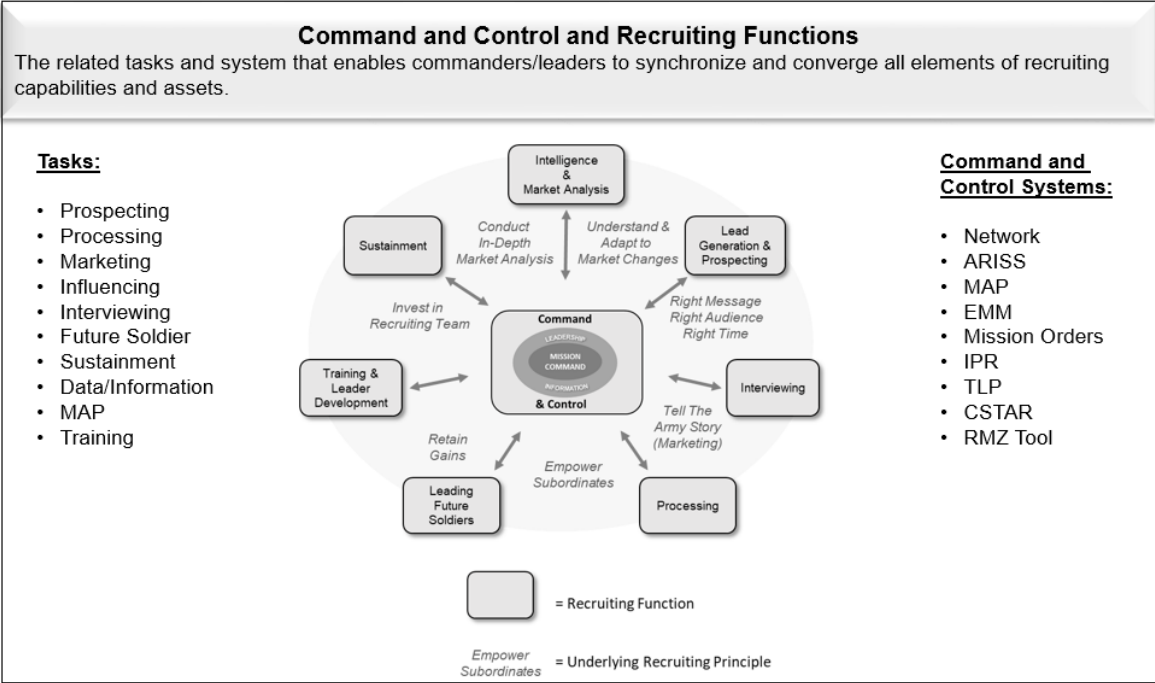 Command and Control and Recruiting Functions
The related tasks and system that enables commanders/leaders to synchronize and converge all elements of recruiting
capabilities and assets.
Tasks:
• Prospecting
• Processing
• Marketing
• Influencing
• Interviewing
• Future Soldier
• Sustainment
• Data/Information
• MAP
• Training
Intelligence
&
Market Analysis
Sustainment
Conduct
In-Depth
Market Analysis
Understand &
Adapt to
Market Changes
Lead
Generation &
Prospecting
Invest in
Recruiting Team
Right Message
Right Audience
Right Time
Command
LEADERSHIP
MISSION
COMMAND
INFORMATION
& Control
Training &
Leader
Development
Interviewing
Tell The
Army Story
(Marketing)
Retain
Gains
Empower
Subordinates
Leading
Future
Soldiers
Processing
= Recruiting Function
Empower
Subordinates
= Underlying Recruiting Principle
Command and
Control Systems:
• Network
• ARISS
• MAP
• EMM
• Mission Orders
• IPR
• TLP
• CSTAR
• RMZ Tool